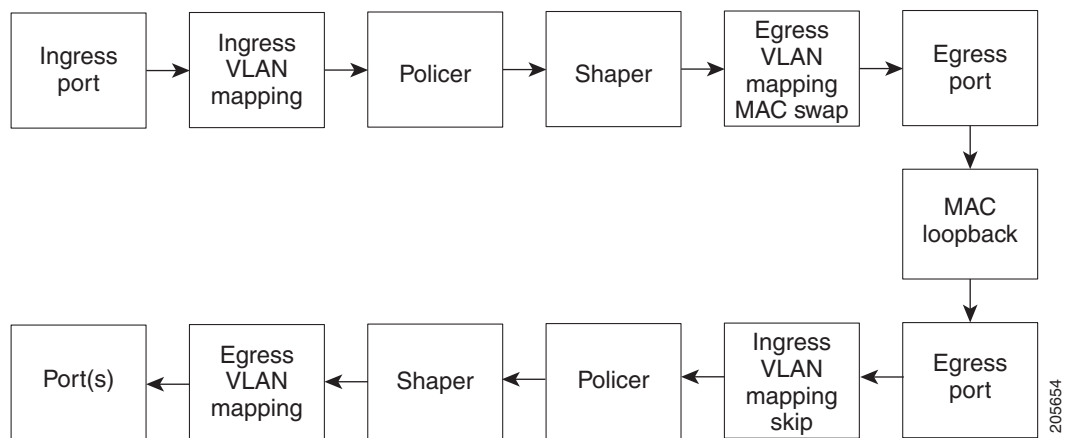 Ingress
port
Ingress
VLAN
mapping
Policer
Shaper
Egress
VLAN
mapping
MAC swap
Egress
port
MAC
loopback
Port(s)
Egress
VLAN
mapping
Shaper
Policer
Ingress
VLAN
mapping
skip
Egress
port
205654